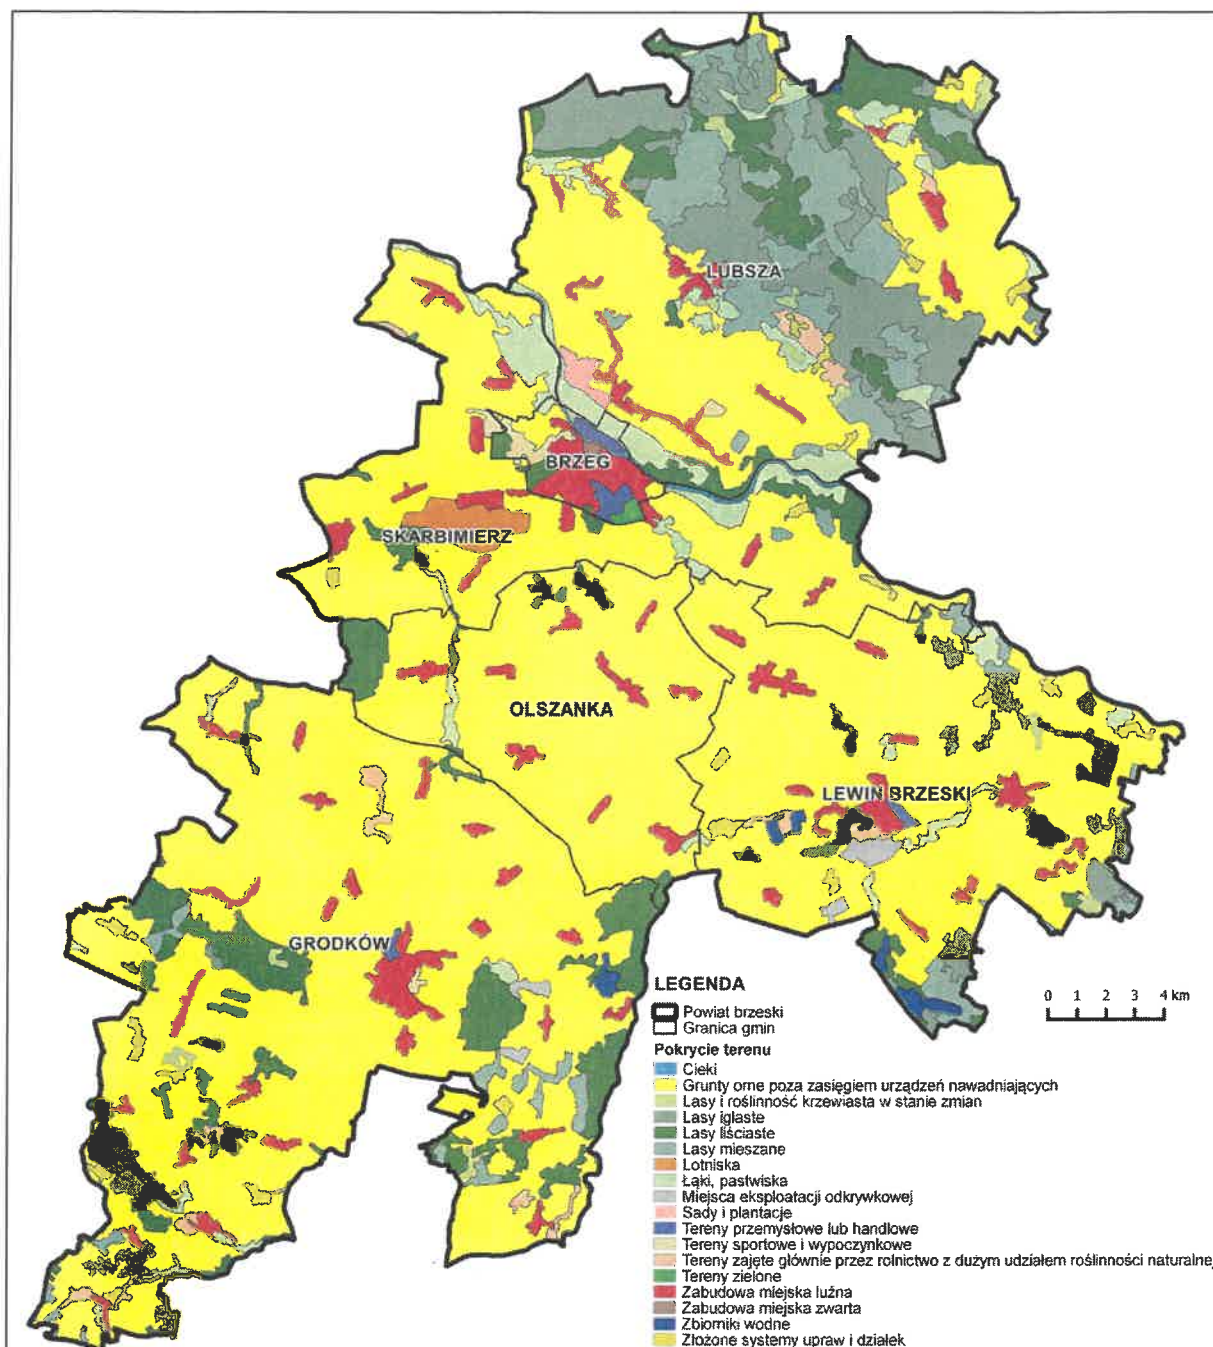 LUBSZA
BRZEG
SKARBIMIERZ
OLSZANKA
LEWIN BRZESKI
GRODKÓW
LEGENDA
Powiat brzeski
Granica gmin
Pokrycie terenu
Cieki
Grunty orne poza zasięgiem urządzeń nawadniających
Lasy i roślinność krzewiasta w stanie zmian
Lasy iglaste
Lasy liściaste
Lasy mieszane
Lotniska
Łąki, pastwiska
Miejsca eksploatacji odkrywkowej
Sady i plantacje
Tereny przemysłowe lub handlowe
Tereny sportowe i wypoczynkowe
Tereny zajęte głównie przez rolnictwo z dużym udziałem roślinności naturalnej
Tereny zielone
Zabudowa miejska luźna
Zabudowa miejska zwarta
Zbiorniki wodne
Złożone systemy upraw i działek
0 1 2 3 4 km